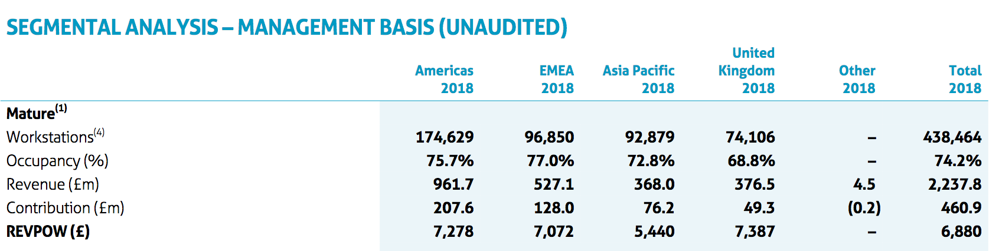 SEGMENTAL ANALYSIS – MANAGEMENT BASIS (UNAUDITED)
Americas 2018 EMEA 2018 Asia Pacific 2018 United Kingdom 2018 Other 2018 Total 2018
Mature(1)
Workstations(4) 174,629 96,850 92,879 74,106 – 438,464
Occupancy (%) 75.7% 77.0% 72.8% 68.8% – 74.2%
Revenue (£m) 961.7 527.1 368.0 376.5 4.5 2,237.8
Contribution (£m) 207.6 128.0 76.2 49.3 (0.2) 460.9
REVPOW (£) 7,278 7,072 5,440 7,387 – 6,880